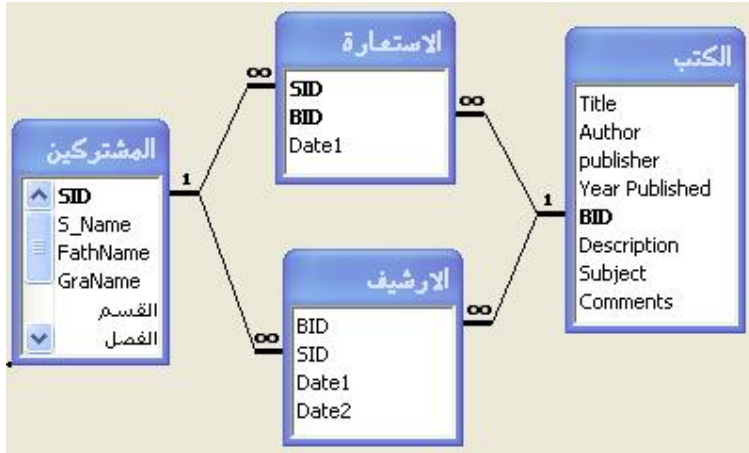 الاستعارة
SID
BID
Date1
الكتب
Title
Author
publisher
Year Published
BID
Description
Subject
Comments
المشتركين
SID
S_Name
FathName
GraName
القسم
الفصل
الارشيف
BID
SID
Date1
Date2
∞
∞
1
1
∞
∞